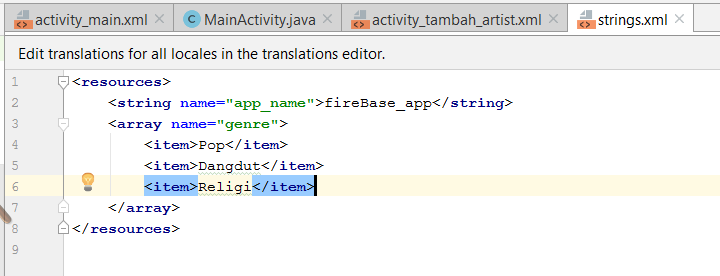 activity_main.xml MainActivity.java activity_tambah_artist.xml strings.xml
Edit translations for all locales in the translations editor.
1 <resources>
2 <string name="app_name">fireBase_app</string>
3 <array name="genre">
4 <item>Pop</item>
5 <item>Dangdut</item>
6 <item>Religi</item>
7 </array>
8 </resources>
9